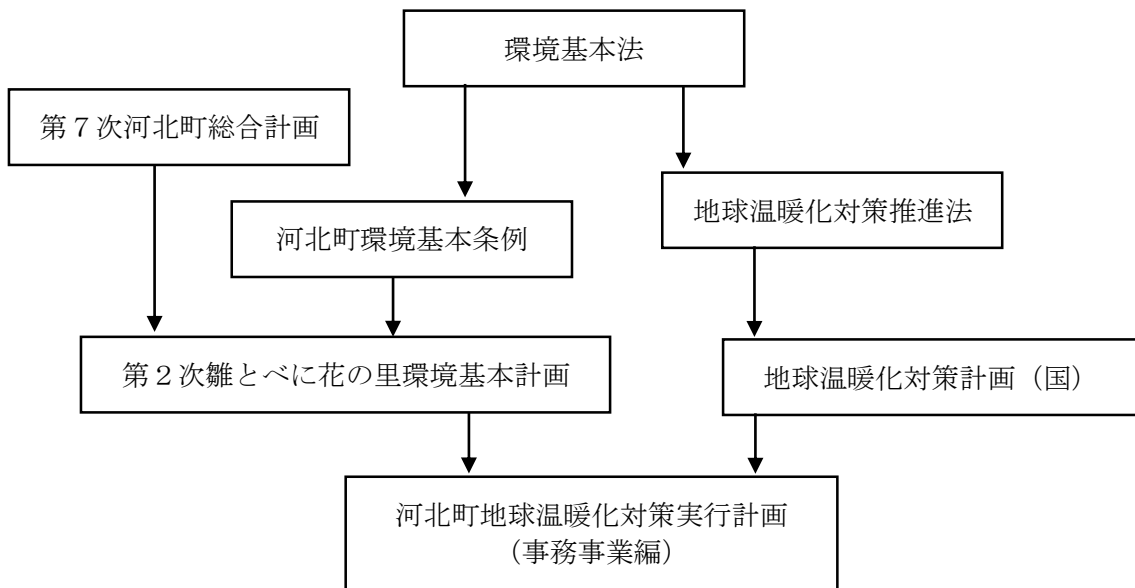 環境基本法
第７次河北町総合計画
地球温暖化対策推進法
河北町環境基本条例
第２次雛とべに花の里環境基本計画
地球温暖化対策計画（国）
河北町地球温暖化対策実行計画
（事務事業編）